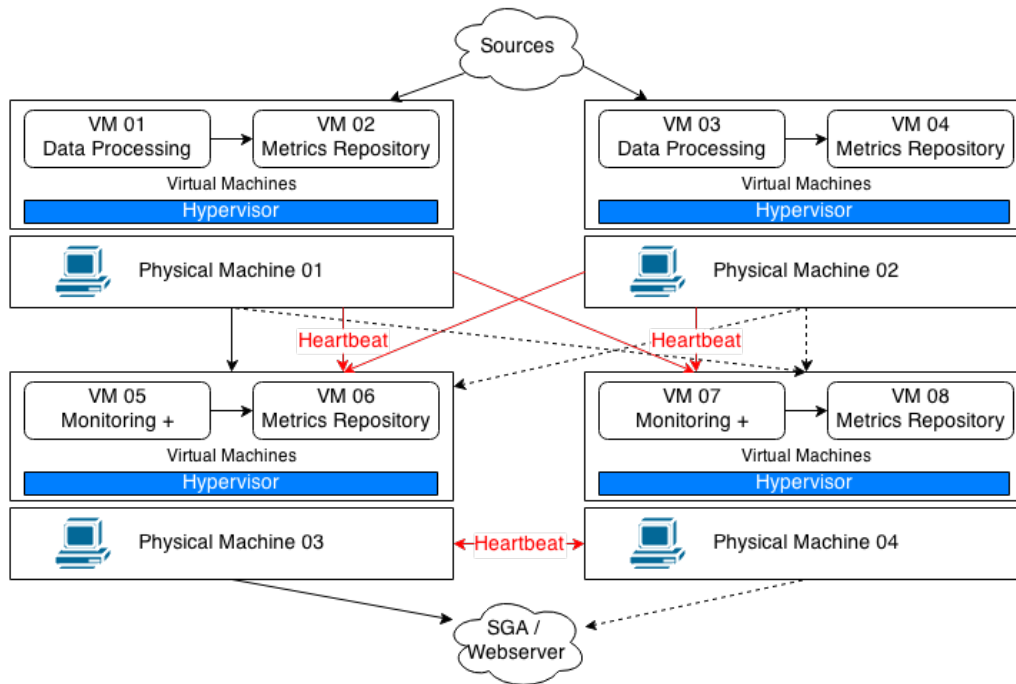 Sources
VM 01
Data Processing
VM 02
Metrics Repository
Virtual Machines
Hypervisor
Physical Machine 01
VM 03
Data Processing
VM 04
Metrics Repository
Virtual Machines
Hypervisor
Physical Machine 02
Heartbeat
Heartbeat
VM 05
Monitoring +
VM 06
Metrics Repository
Virtual Machines
Hypervisor
Physical Machine 03
VM 07
Monitoring +
VM 08
Metrics Repository
Virtual Machines
Hypervisor
Physical Machine 04
Heartbeat
SGA /
Webserver